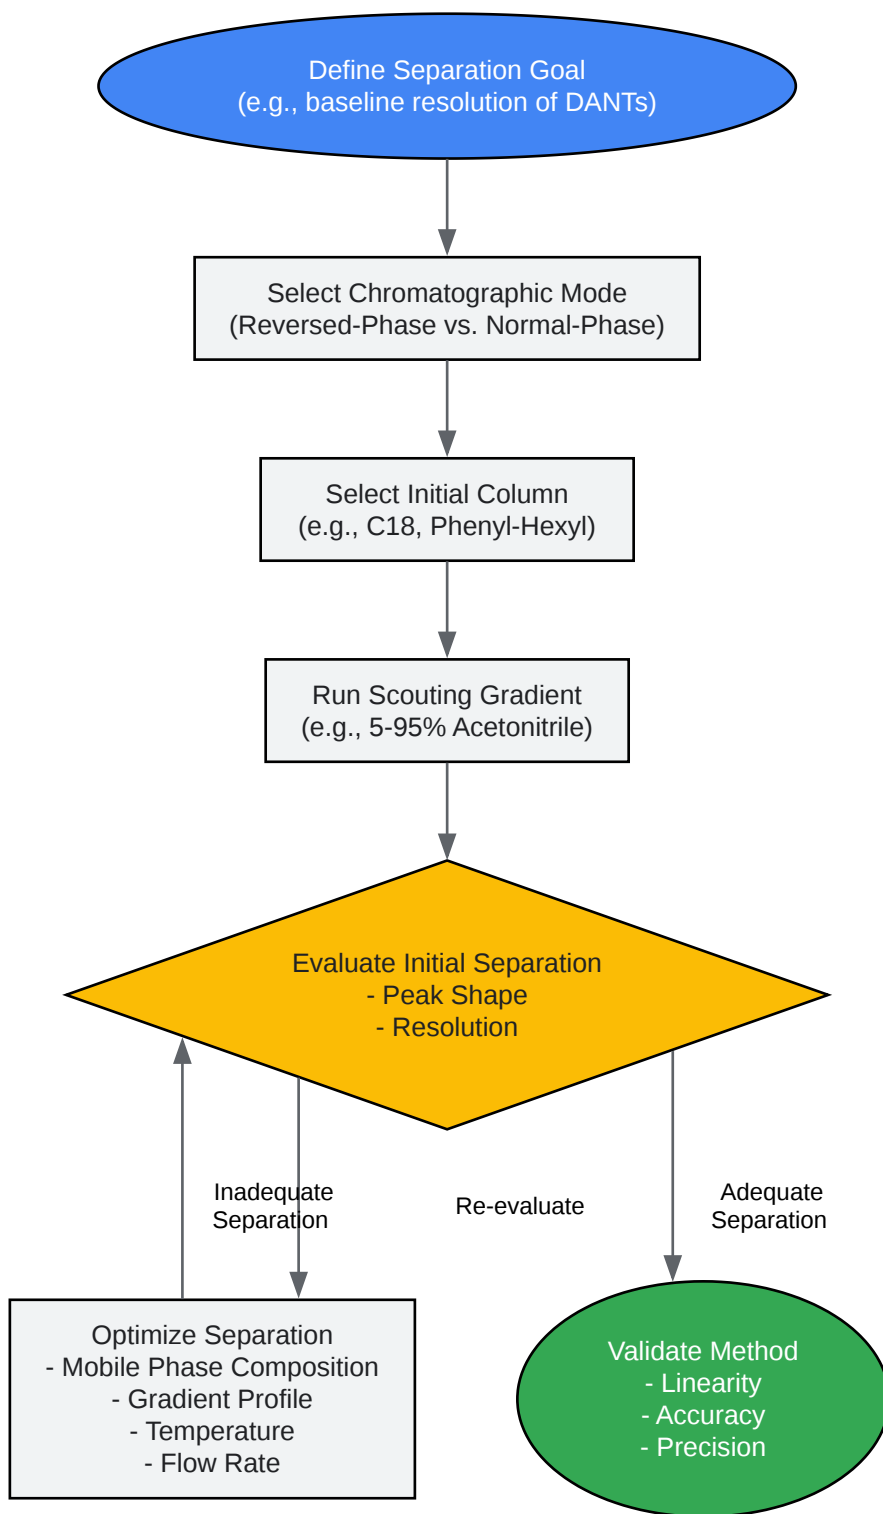 Define Separation Goal
(e.g., baseline resolution of DANTs)
Select Chromatographic Mode
(Reversed-Phase vs. Normal-Phase)
Select Initial Column
(e.g., C18, Phenyl-Hexyl)
Run Scouting Gradient
(e.g., 5-95% Acetonitrile)
Evaluate Initial Separation
- Peak Shape
- Resolution
Inadequate
Separation
Re-evaluate
Adequate
Separation
Optimize Separation
- Mobile Phase Composition
- Gradient Profile
- Temperature
- Flow Rate
Validate Method
- Linearity
- Accuracy
- Precision